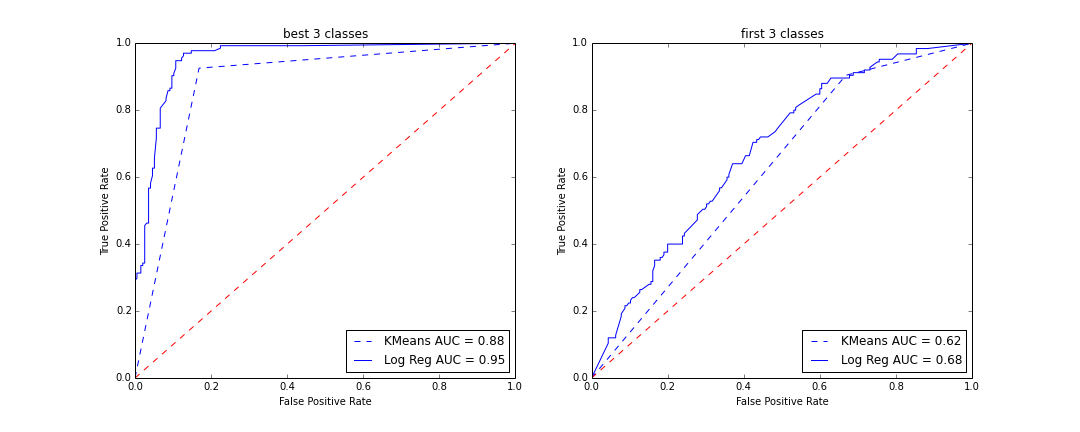 best 3 classes
1.0
0.8
0.6
0.4
0.2
0.0
True Positive Rate
KMeans AUC = 0.88
Log Reg AUC = 0.95
0.0 0.2 0.4 0.6 0.8 1.0
False Positive Rate
first 3 classes
1.0
0.8
0.6
0.4
0.2
0.0
True Positive Rate
KMeans AUC = 0.62
Log Reg AUC = 0.68
0.0 0.2 0.4 0.6 0.8 1.0
False Positive Rate